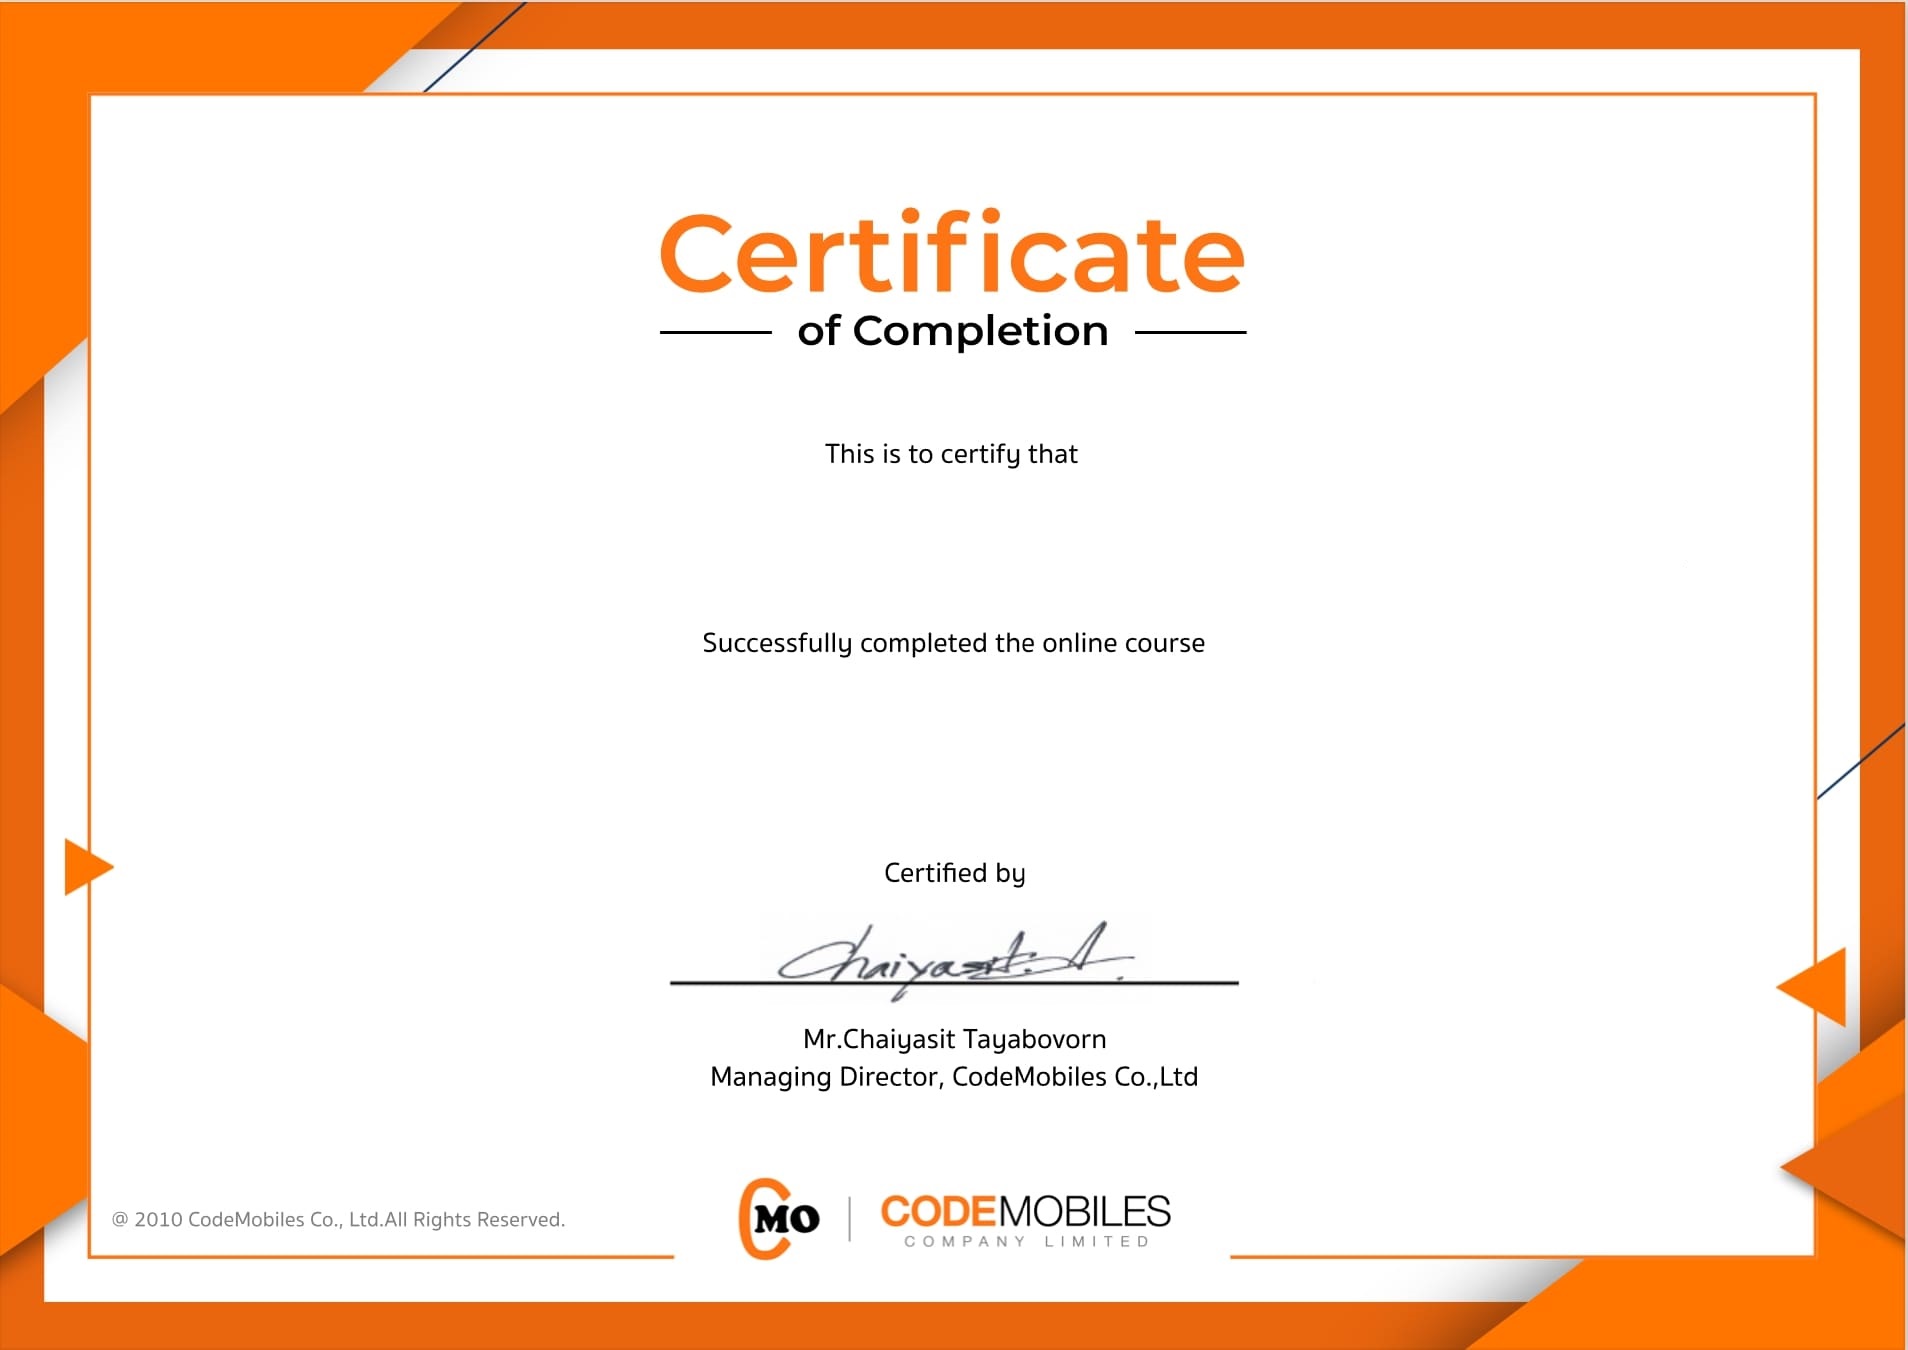 Certificate
of Completion
This is to certify that
Successfully completed the online course
Certified by
Chaiyasit
Mr.Chaiyasit Tayabovorn
Managing Director, CodeMobiles Co.,Ltd
@ 2010 CodeMobiles Co., Ltd.All Rights Reserved.
CMO
CODEMOBILES
COMPANY LIMITED